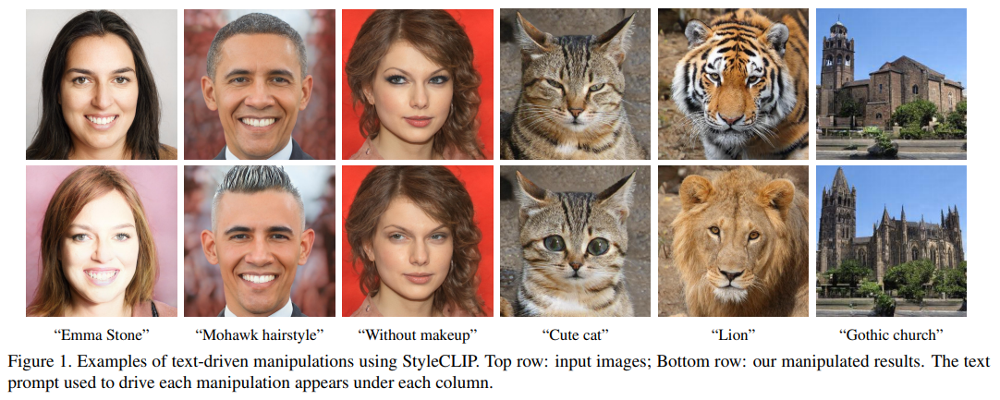 “Emma Stone” “Mohawk hairstyle” “Without makeup” “Cute cat” “Lion” “Gothic church”
Figure 1. Examples of text-driven manipulations using StyleCLIP. Top row: input images; Bottom row: our manipulated results. The text
prompt used to drive each manipulation appears under each column.